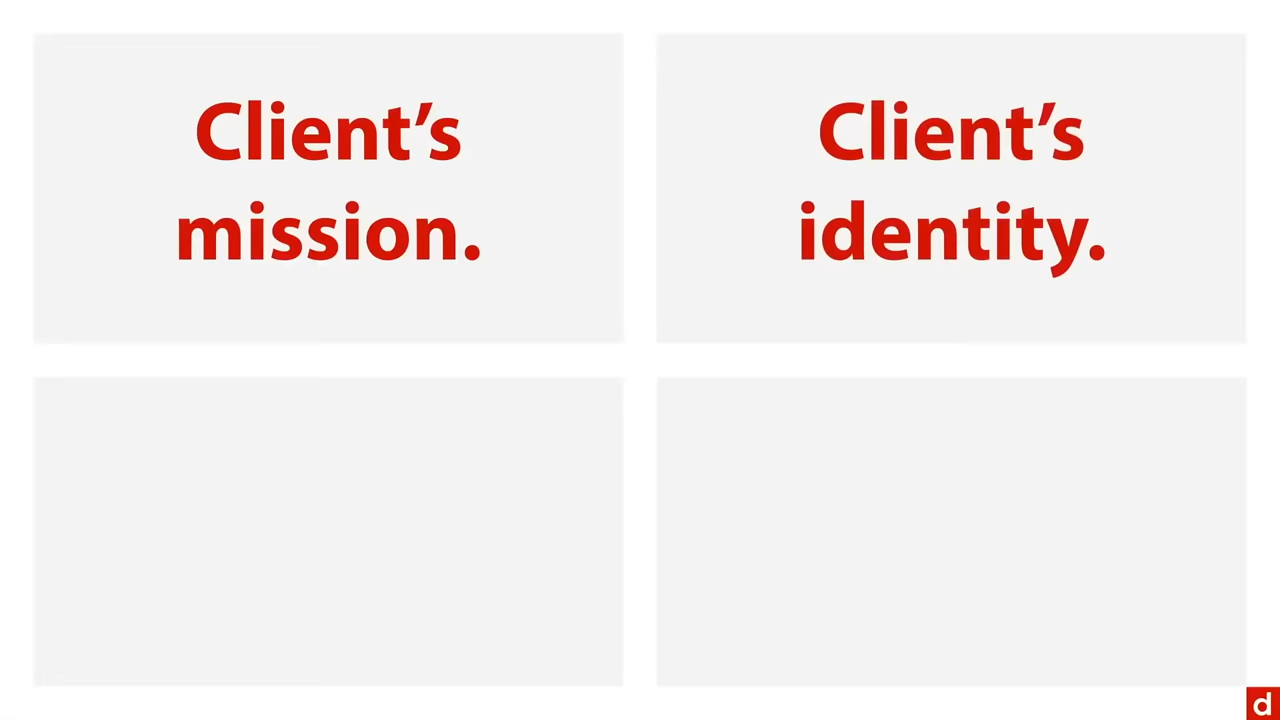 Client’s
mission.
Client’s
identity.
d